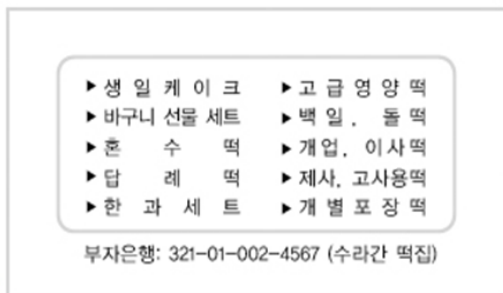 ▶ 생 일 케 이 크 ▶ 고 급 영 양 떡
▶ 바구니 선물 세트 ▶ 백 일 . 돌 떡
▶ 혼 수 떡 ▶ 개업 . 이사떡
▶ 답 례 떡 ▶ 제사, 고사용떡
▶ 한 과 세 트 ▶ 개 별 포 장 떡
부자은행: 321-01-002-4567 (수라간 떡집)